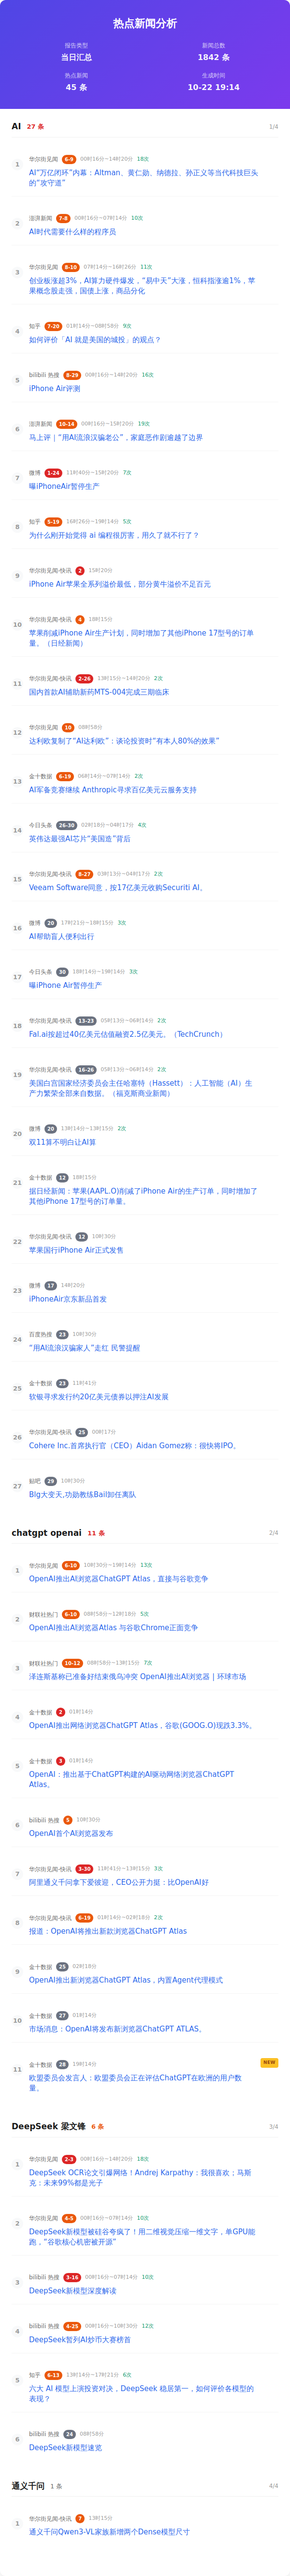 热点新闻分析
报告类型
新闻总数
当日汇总
1842 条
热点新闻
生成时间
45 条
10-22 19:14
AI 27 条 1/4
1
华尔街见闻 6-9 00时16分~14时20分 18次
AI“万亿闭环”内幕：Altman、黄仁勋、纳德拉、孙正义等当代科技巨头
的“攻守道”
2
澎湃新闻 7-8 00时16分~07时14分 10次
AI时代需要什么样的程序员
3
华尔街见闻 8-10 07时14分~16时26分 11次
创业板涨超3%，AI算力硬件爆发，“易中天”大涨，恒科指涨逾1%，苹
果概念股走强，国债上涨，商品分化
4
知乎 7-20 01时14分~08时58分 9次
如何评价「AI 就是美国的城投」的观点？
5
bilibili 热搜 8-29 00时16分~14时20分 16次
iPhone Air评测
6
澎湃新闻 10-14 00时16分~15时20分 19次
马上评｜“用AI流浪汉骗老公”，家庭恶作剧逾越了边界
7
微博 1-24 11时40分~15时20分 7次
曝iPhoneAir暂停生产
8
知乎 5-19 16时26分~19时14分 5次
为什么刚开始觉得 ai 编程很厉害，用久了就不行了？
9
华尔街见闻-快讯 2 15时20分
iPhone Air苹果全系列溢价最低，部分黄牛溢价不足百元
10
华尔街见闻-快讯 4 18时15分
苹果削减iPhone Air生产计划，同时增加了其他iPhone 17型号的订单
量。（日经新闻）
11
华尔街见闻-快讯 2-26 13时15分~14时20分 2次
国内首款AI辅助新药MTS-004完成三期临床
12
华尔街见闻 10 08时58分
达利欧复制了“AI达利欧”：谈论投资时“有本人80%的效果”
13
金十数据 6-19 06时14分~07时14分 2次
AI军备竞赛继续 Anthropic寻求百亿美元云服务支持
14
今日头条 26-30 02时18分~04时17分 4次
英伟达最强AI芯片“美国造”背后
15
华尔街见闻-快讯 8-27 03时13分~04时17分 2次
Veeam Software同意，按17亿美元收购Securiti AI。
16
微博 20 17时21分~18时15分 3次
AI帮助盲人便利出行
17
今日头条 30 18时14分~19时14分 3次
曝iPhone Air暂停生产
18
华尔街见闻-快讯 13-23 05时13分~06时14分 2次
Fal.ai按超过40亿美元估值融资2.5亿美元。（TechCrunch）
19
华尔街见闻-快讯 16-26 05时13分~06时14分 2次
美国白宫国家经济委员会主任哈塞特（Hassett）：人工智能（AI）生
产力繁荣全部来自数据。（福克斯商业新闻）
20
微博 20 13时14分~13时15分 2次
双11算不明白让AI算
21
金十数据 12 18时15分
据日经新闻：苹果(AAPL.O)削减了iPhone Air的生产订单，同时增加了
其他iPhone 17型号的订单量。
22
华尔街见闻-快讯 12 10时30分
苹果国行iPhone Air正式发售
23
微博 17 14时20分
iPhoneAir京东新品首发
24
百度热搜 23 10时30分
“用AI流浪汉骗家人”走红 民警提醒
25
金十数据 23 11时41分
软银寻求发行约20亿美元债券以押注AI发展
26
华尔街见闻-快讯 25 00时17分
Cohere Inc.首席执行官（CEO）Aidan Gomez称：很快将IPO。
27
贴吧 29 10时30分
Blg大变天,功勋教练Bail卸任离队
chatgpt openai 11 条 2/4
1
华尔街见闻 6-10 10时30分~19时14分 13次
OpenAI推出AI浏览器ChatGPT Atlas，直接与谷歌竞争
2
财联社热门 6-10 08时58分~12时18分 5次
OpenAI推出AI浏览器Atlas 与谷歌Chrome正面竞争
3
财联社热门 10-12 08时58分~13时15分 7次
泽连斯基称已准备好结束俄乌冲突 OpenAI推出AI浏览器 | 环球市场
4
金十数据 2 01时14分
OpenAI推出网络浏览器ChatGPT Atlas，谷歌(GOOG.O)现跌3.3%。
5
金十数据 3 01时14分
OpenAI：推出基于ChatGPT构建的AI驱动网络浏览器ChatGPT
Atlas。
6
bilibili 热搜 5 10时30分
OpenAI首个AI浏览器发布
7
华尔街见闻-快讯 3-30 11时41分~13时15分 3次
阿里通义千问拿下爱彼迎，CEO公开力挺：比OpenAI好
8
华尔街见闻-快讯 6-19 01时14分~02时18分 2次
报道：OpenAI将推出新款浏览器ChatGPT Atlas
9
金十数据 25 02时18分
OpenAI推出新浏览器ChatGPT Atlas，内置Agent代理模式
10
金十数据 27 01时14分
市场消息：OpenAI将发布新浏览器ChatGPT ATLAS。
NEW
11
金十数据 28 19时14分
欧盟委员会发言人：欧盟委员会正在评估ChatGPT在欧洲的用户数
量。
DeepSeek 梁文锋 6 条 3/4
1
华尔街见闻 2-3 00时16分~14时20分 18次
DeepSeek OCR论文引爆网络！Andrej Karpathy：我很喜欢；马斯
克：未来99%都是光子
2
华尔街见闻 4-5 00时16分~07时14分 10次
DeepSeek新模型被硅谷夸疯了！用二维视觉压缩一维文字，单GPU能
跑，“谷歌核心机密被开源”
3
bilibili 热搜 3-16 00时16分~07时14分 10次
DeepSeek新模型深度解读
4
bilibili 热搜 4-25 00时16分~10时30分 12次
DeepSeek暂列AI炒币大赛榜首
5
知乎 6-13 13时14分~17时21分 6次
六大 AI 模型上演投资对决，DeepSeek 稳居第一，如何评价各模型的
表现？
6
bilibili 热搜 24 08时58分
DeepSeek新模型速览
通义千问 1 条 4/4
1
华尔街见闻-快讯 7 13时15分
通义千问Qwen3-VL家族新增两个Dense模型尺寸